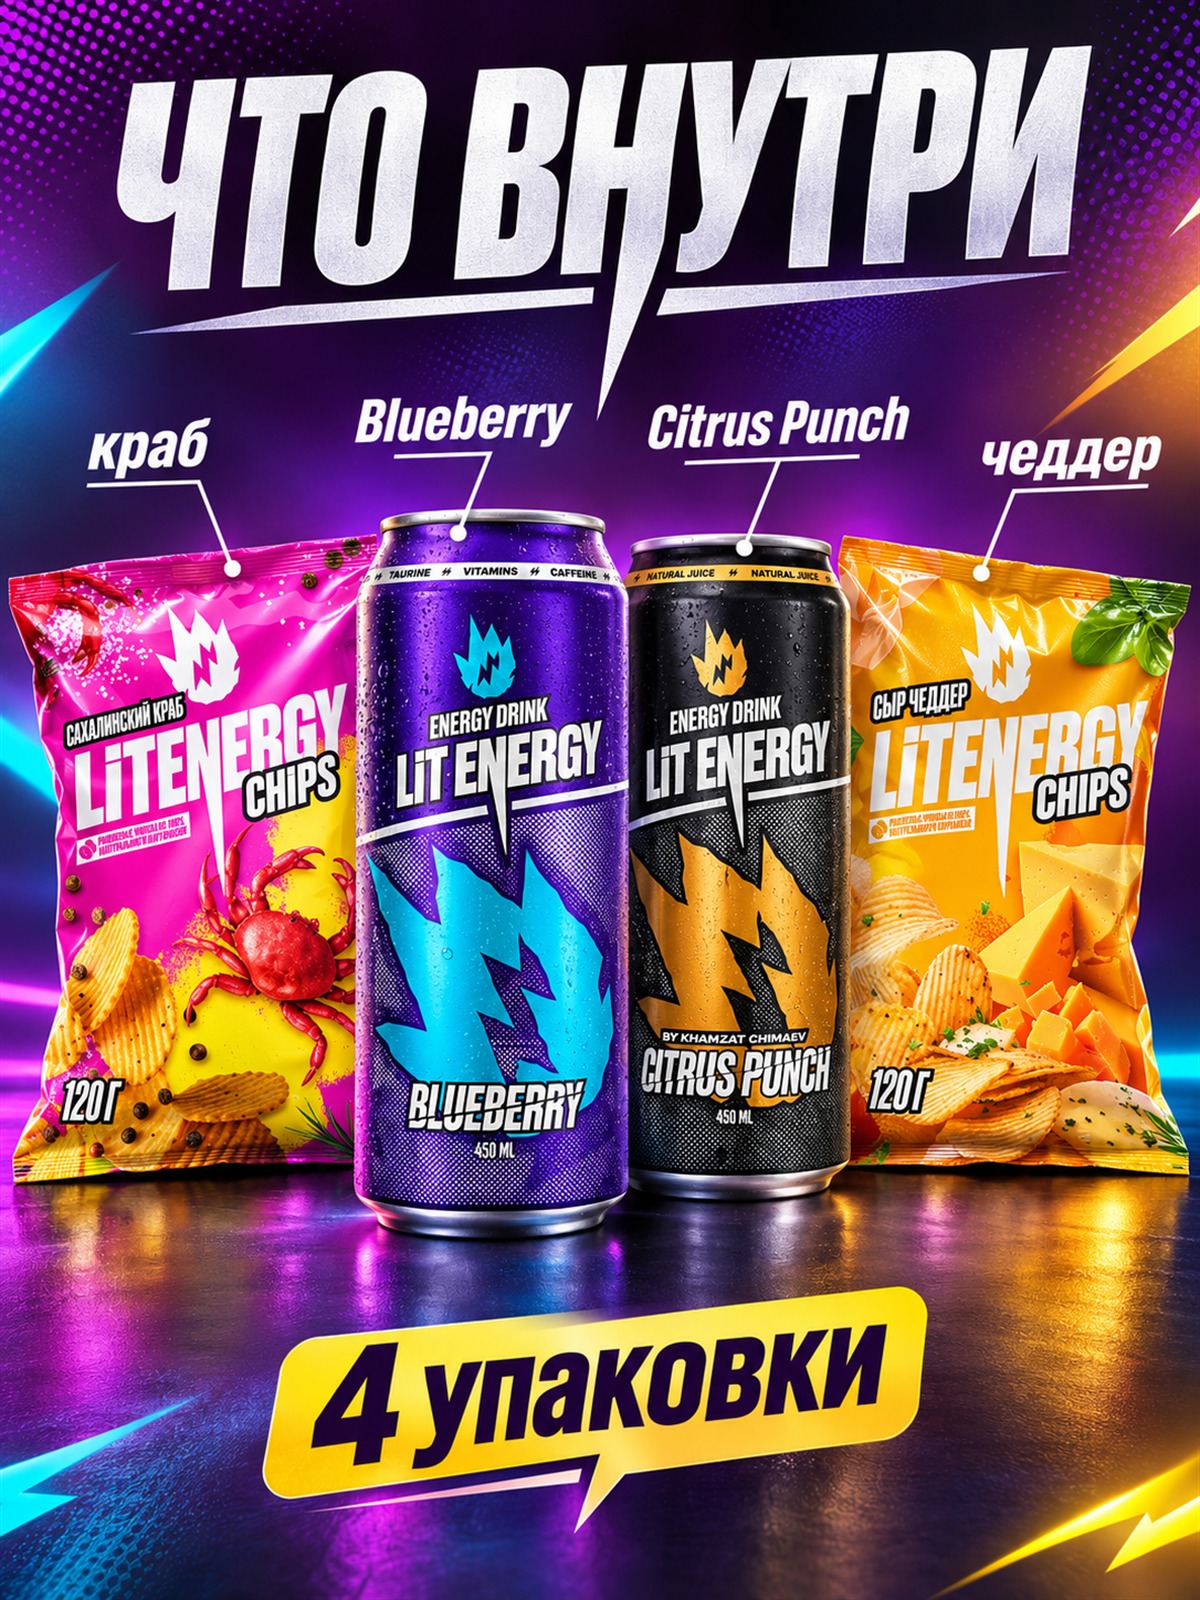 ЧТО ВНУТРИ
краб
Blueberry
Citrus Punch
чеддер
TAURINE
VITAMINS
CAFFEINE
NATURAL JUICE
NATURAL JUICE
САХАЛИНСКИЙ КРАБ
LITENERGY
CHIPS
120Г
ENERGY DRINK
LIT ENERGY
BLUEBERRY
450 ML
ENERGY DRINK
LIT ENERGY
BY KHAMZAT CHIMAEV
CITRUS PUNCH
450 ML
СЫР ЧЕДДЕР
LITENERGY
CHIPS
120Г
4 упаковки